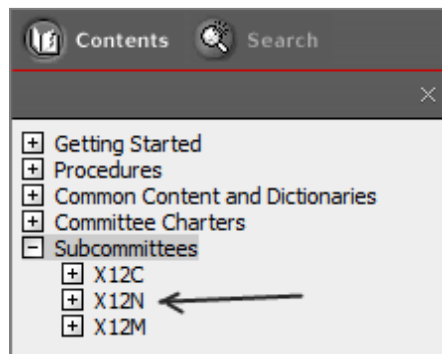 Contents Search
Getting Started
Procedures
Common Content and Dictionaries
Committee Charters
Subcommittees
X12C
X12N
X12M